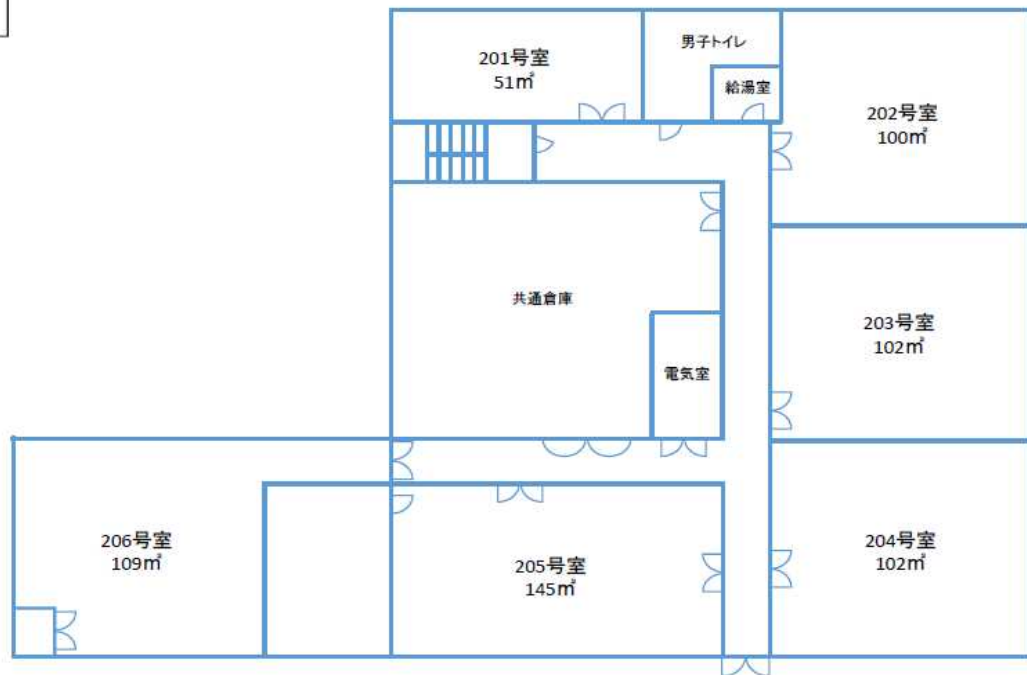 201号室
51㎡
男子トイレ
給湯室
202号室
100㎡
共通倉庫
203号室
102㎡
電気室
206号室
109㎡
205号室
145㎡
204号室
102㎡